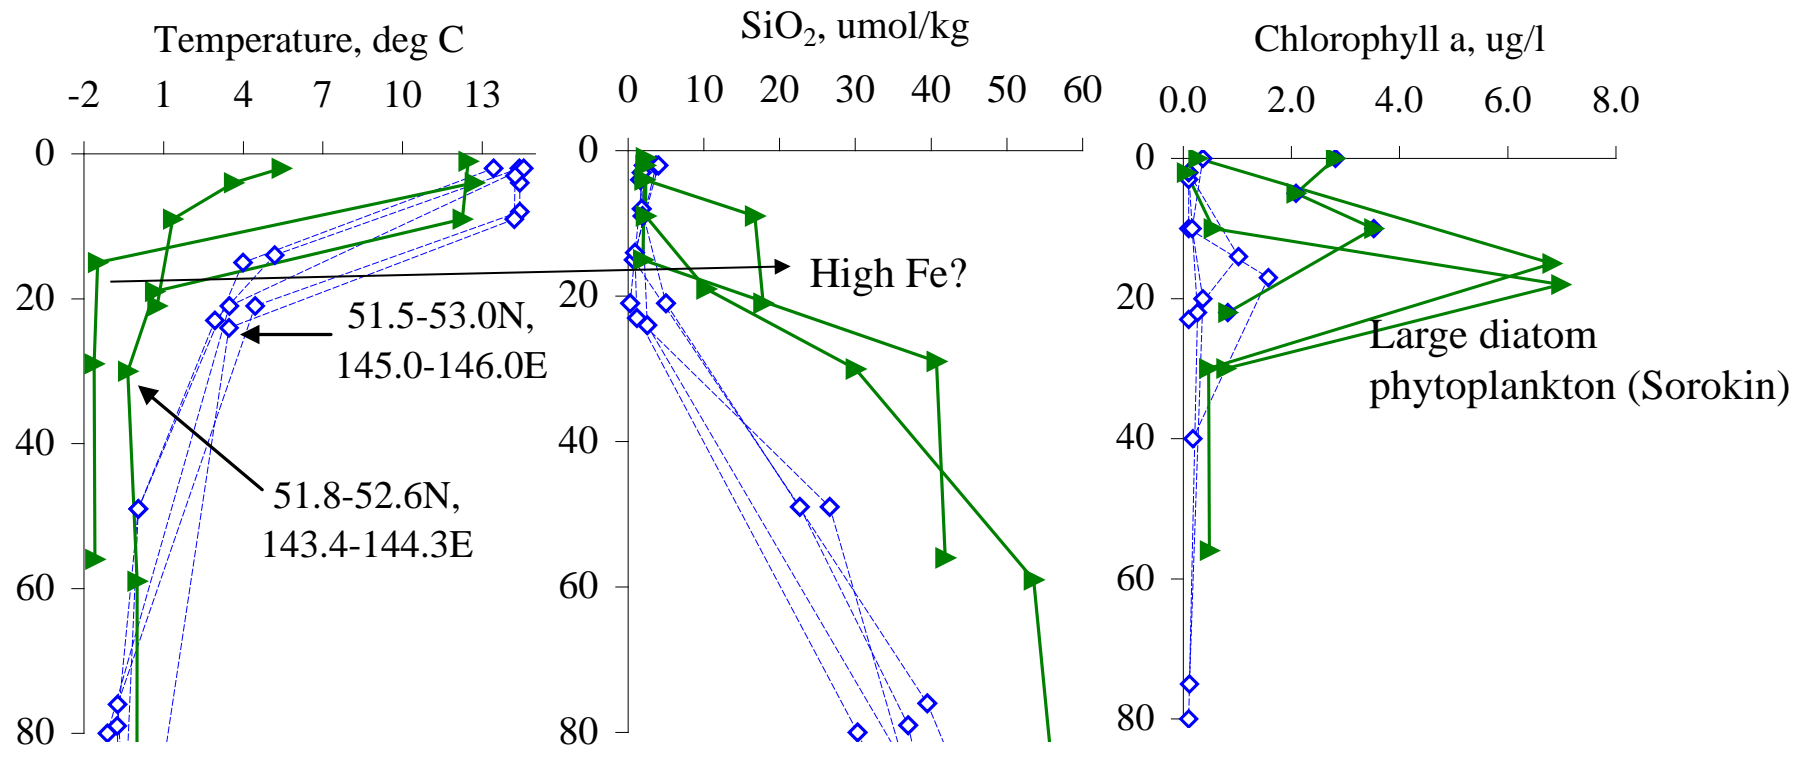 Temperature, deg C
-2 1 4 7 10 13
0
20
40
60
80
51.5-53.0N,
145.0-146.0E
51.8-52.6N,
143.4-144.3E
SiO₂, umol/kg
0 10 20 30 40 50 60
0
20
40
60
80
High Fe?
Chlorophyll a, ug/l
0.0 2.0 4.0 6.0 8.0
0
20
40
60
80
Large diatom
phytoplankton (Sorokin)